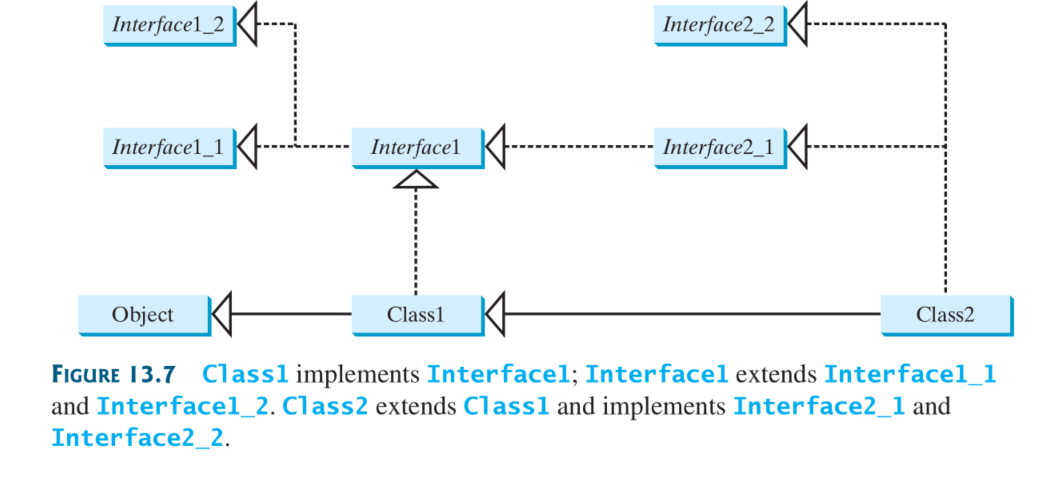 Interface1_2
Interface2_2
Interface1_1
Interface1
Interface2_1
Object
Class1
Class2
FIGURE 13.7 Class1 implements Interface1; Interface1 extends Interface1_1
and Interface1_2. Class2 extends Class1 and implements Interface2_1 and
Interface2_2.